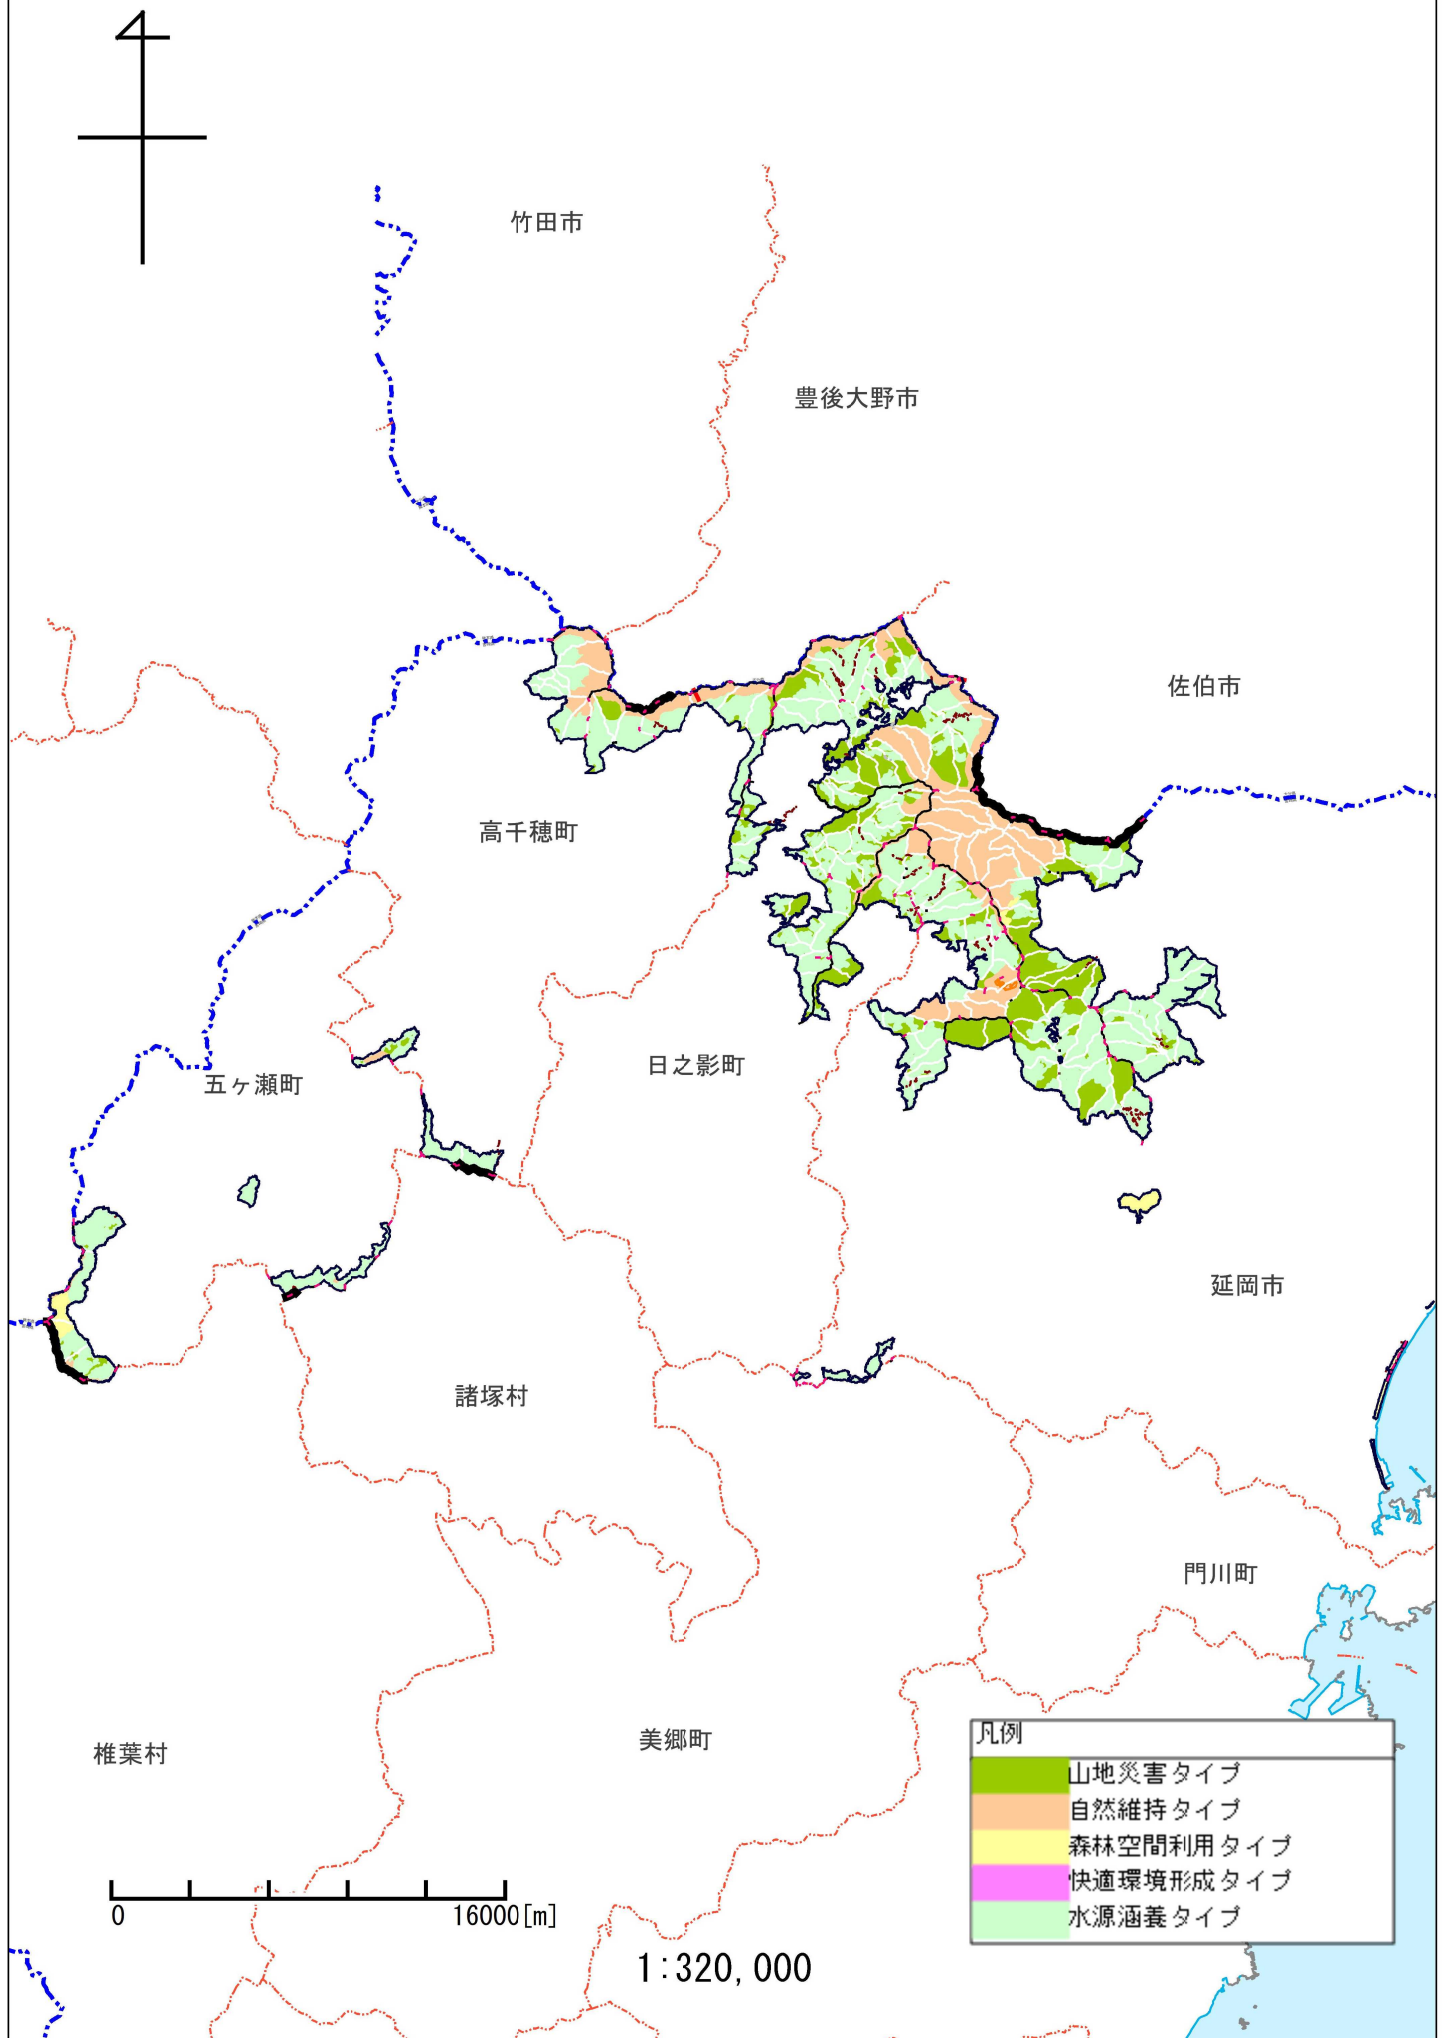 竹田市
豊後大野市
佐伯市
高千穂町
日之影町
五ヶ瀬町
延岡市
諸塚村
門川町
美郷町
椎葉村
凡例
山地災害タイプ
自然維持タイプ
森林空間利用タイプ
快適環境形成タイプ
水源涵養タイプ
0 16000[m]
1:320,000